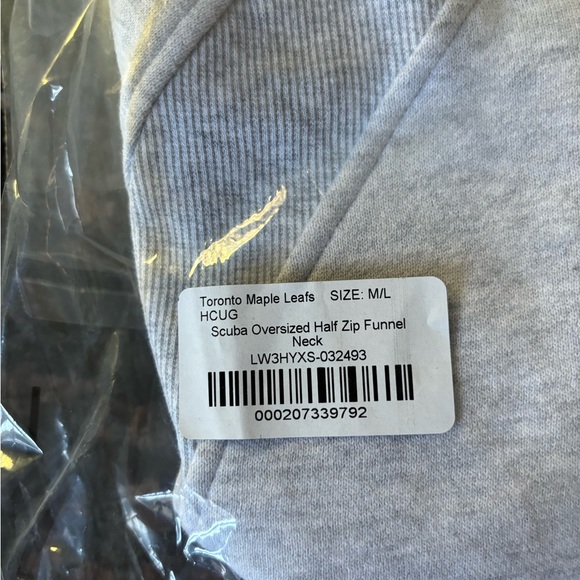 Toronto Maple Leafs SIZE: M/L
HCUG
Scuba Oversized Half Zip Funnel
Neck
LW3HYXS-032493
000207339792